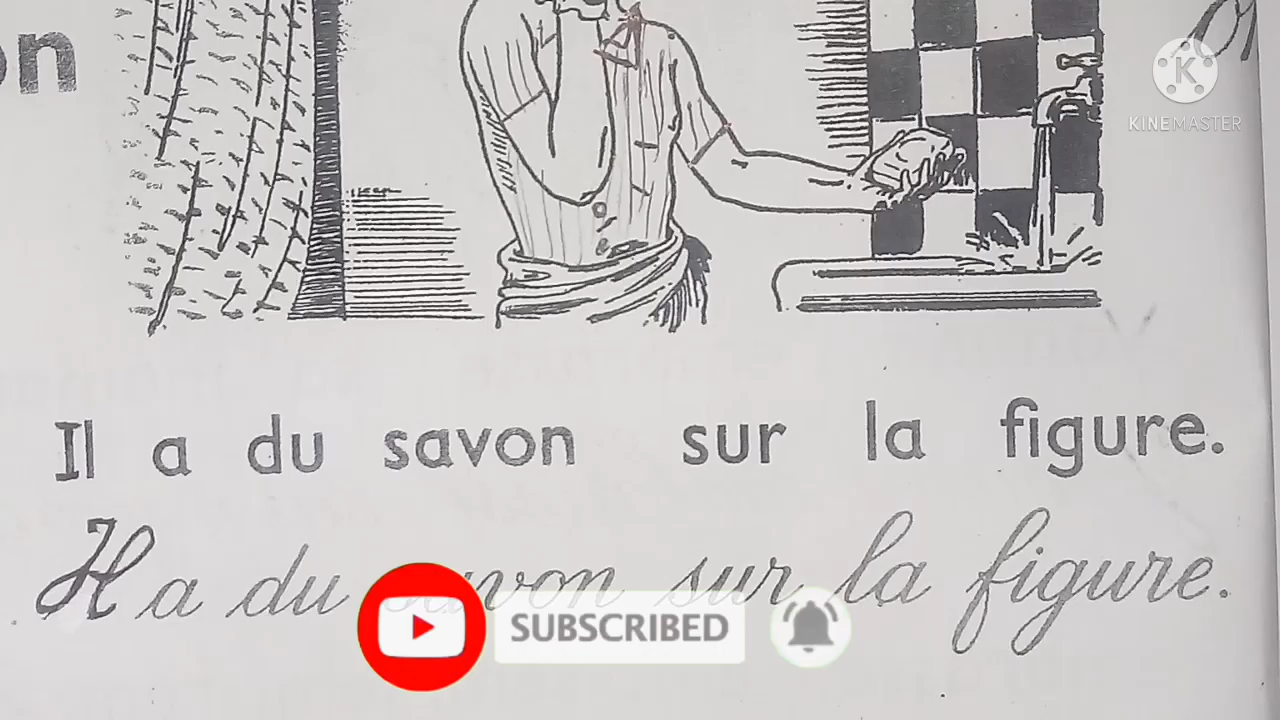 on
KINEMASTER
Il a du savon sur la figure.
Il a du savon sur la figure.
SUBSCRIBED